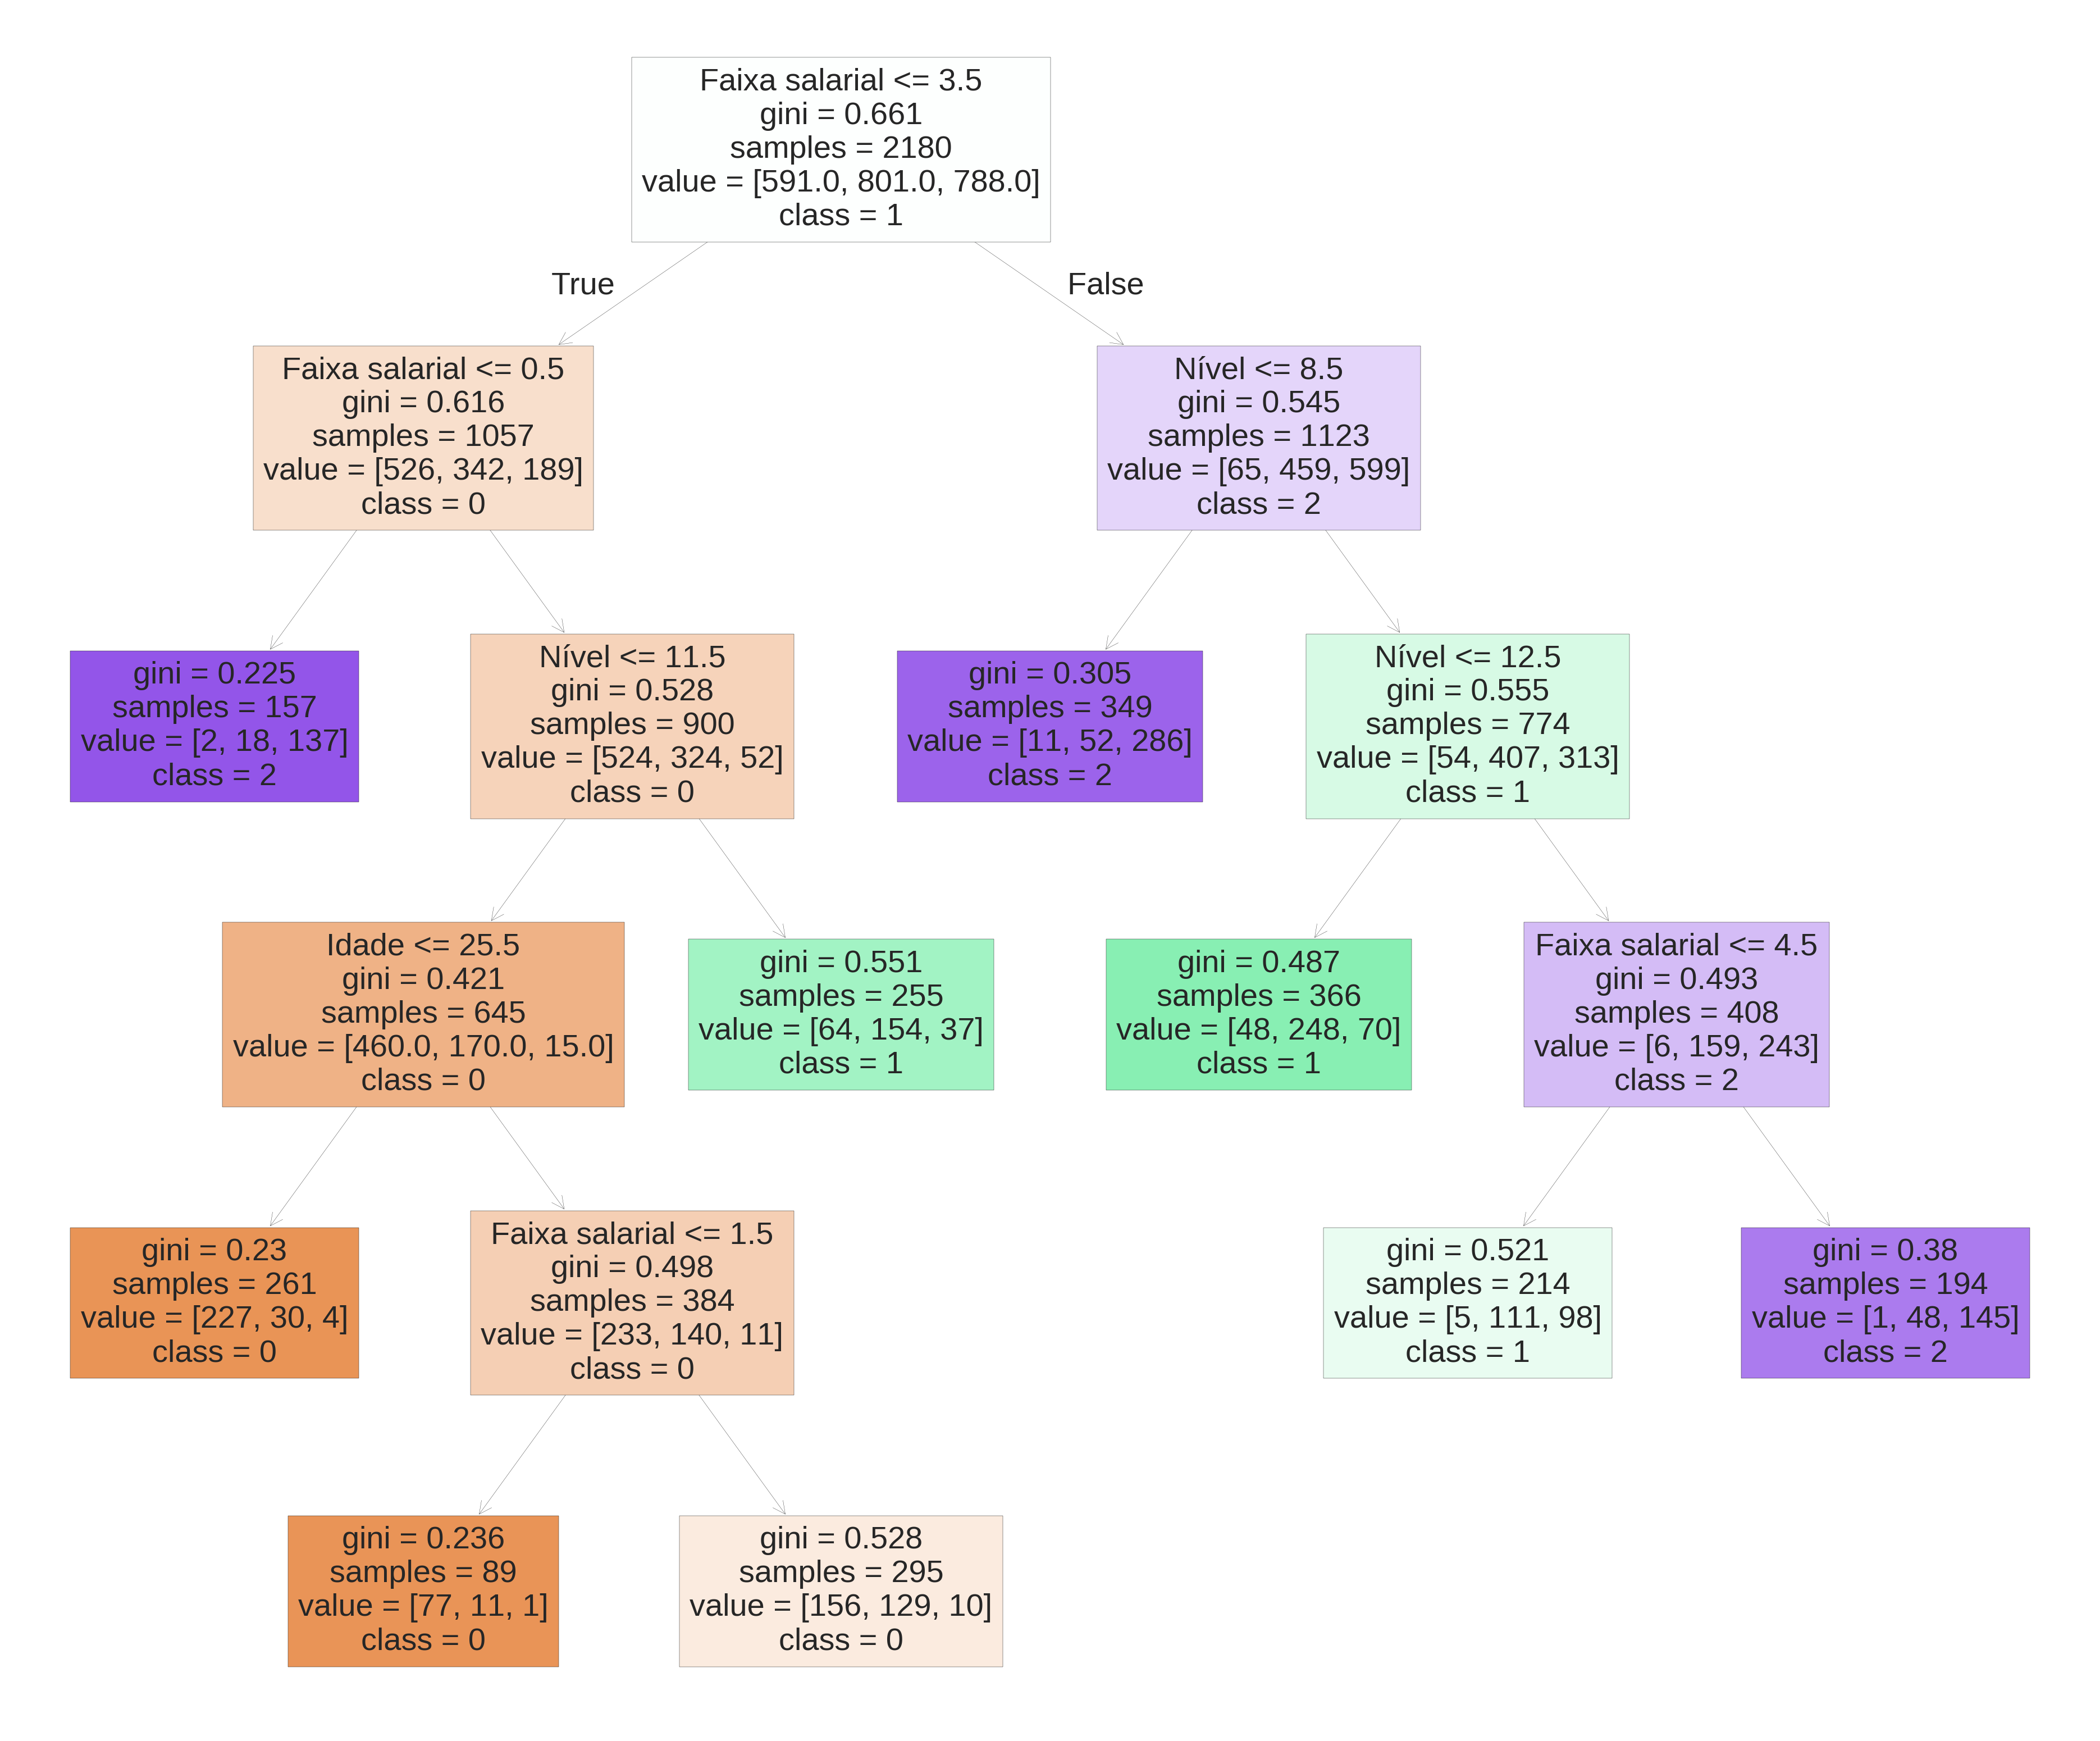 Faixa salarial <= 3.5
gini = 0.661
samples = 2180
value = [591.0, 801.0, 788.0]
class = 1
True
False
Faixa salarial <= 0.5
gini = 0.616
samples = 1057
value = [526, 342, 189]
class = 0
Nível <= 8.5
gini = 0.545
samples = 1123
value = [65, 459, 599]
class = 2
gini = 0.225
samples = 157
value = [2, 18, 137]
class = 2
Nível <= 11.5
gini = 0.528
samples = 900
value = [524, 324, 52]
class = 0
gini = 0.305
samples = 349
value = [11, 52, 286]
class = 2
Nível <= 12.5
gini = 0.555
samples = 774
value = [54, 407, 313]
class = 1
Idade <= 25.5
gini = 0.421
samples = 645
value = [460.0, 170.0, 15.0]
class = 0
gini = 0.551
samples = 255
value = [64, 154, 37]
class = 1
gini = 0.487
samples = 366
value = [48, 248, 70]
class = 1
Faixa salarial <= 4.5
gini = 0.493
samples = 408
value = [6, 159, 243]
class = 2
gini = 0.23
samples = 261
value = [227, 30, 4]
class = 0
Faixa salarial <= 1.5
gini = 0.498
samples = 384
value = [233, 140, 11]
class = 0
gini = 0.521
samples = 214
value = [5, 111, 98]
class = 1
gini = 0.38
samples = 194
value = [1, 48, 145]
class = 2
gini = 0.236
samples = 89
value = [77, 11, 1]
class = 0
gini = 0.528
samples = 295
value = [156, 129, 10]
class = 0